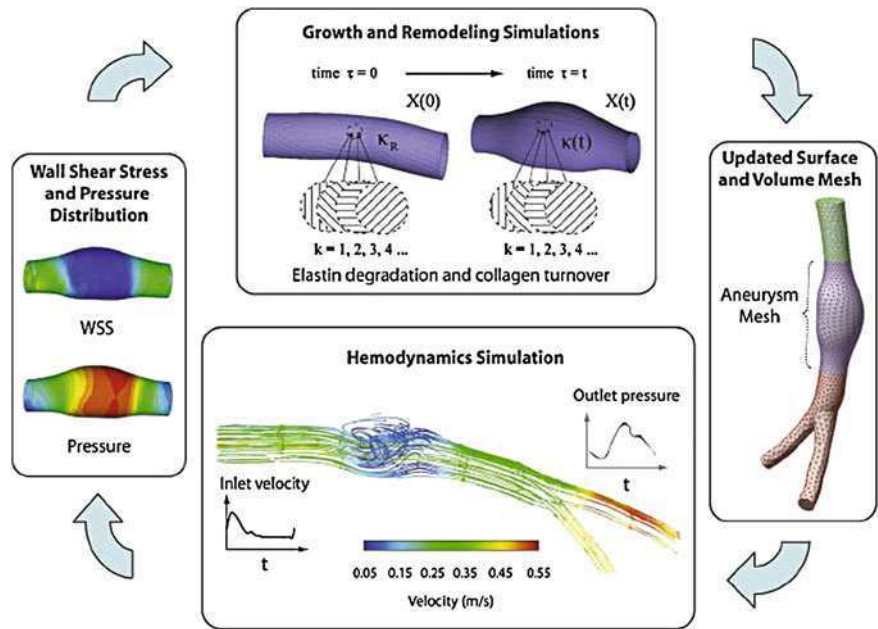 Growth and Remodeling Simulations
time τ = 0
time τ = t
X(0)
X(t)
κR
κ(t)
k = 1, 2, 3, 4 ...
k = 1, 2, 3, 4 ...
Elastin degradation and collagen turnover
Wall Shear Stress
and Pressure
Distribution
WSS
Pressure
Updated Surface
and Volume Mesh
Aneurysm
Mesh
Hemodynamics Simulation
Outlet pressure
t
Inlet velocity
t
0.05 0.15 0.25 0.35 0.45 0.55
Velocity (m/s)